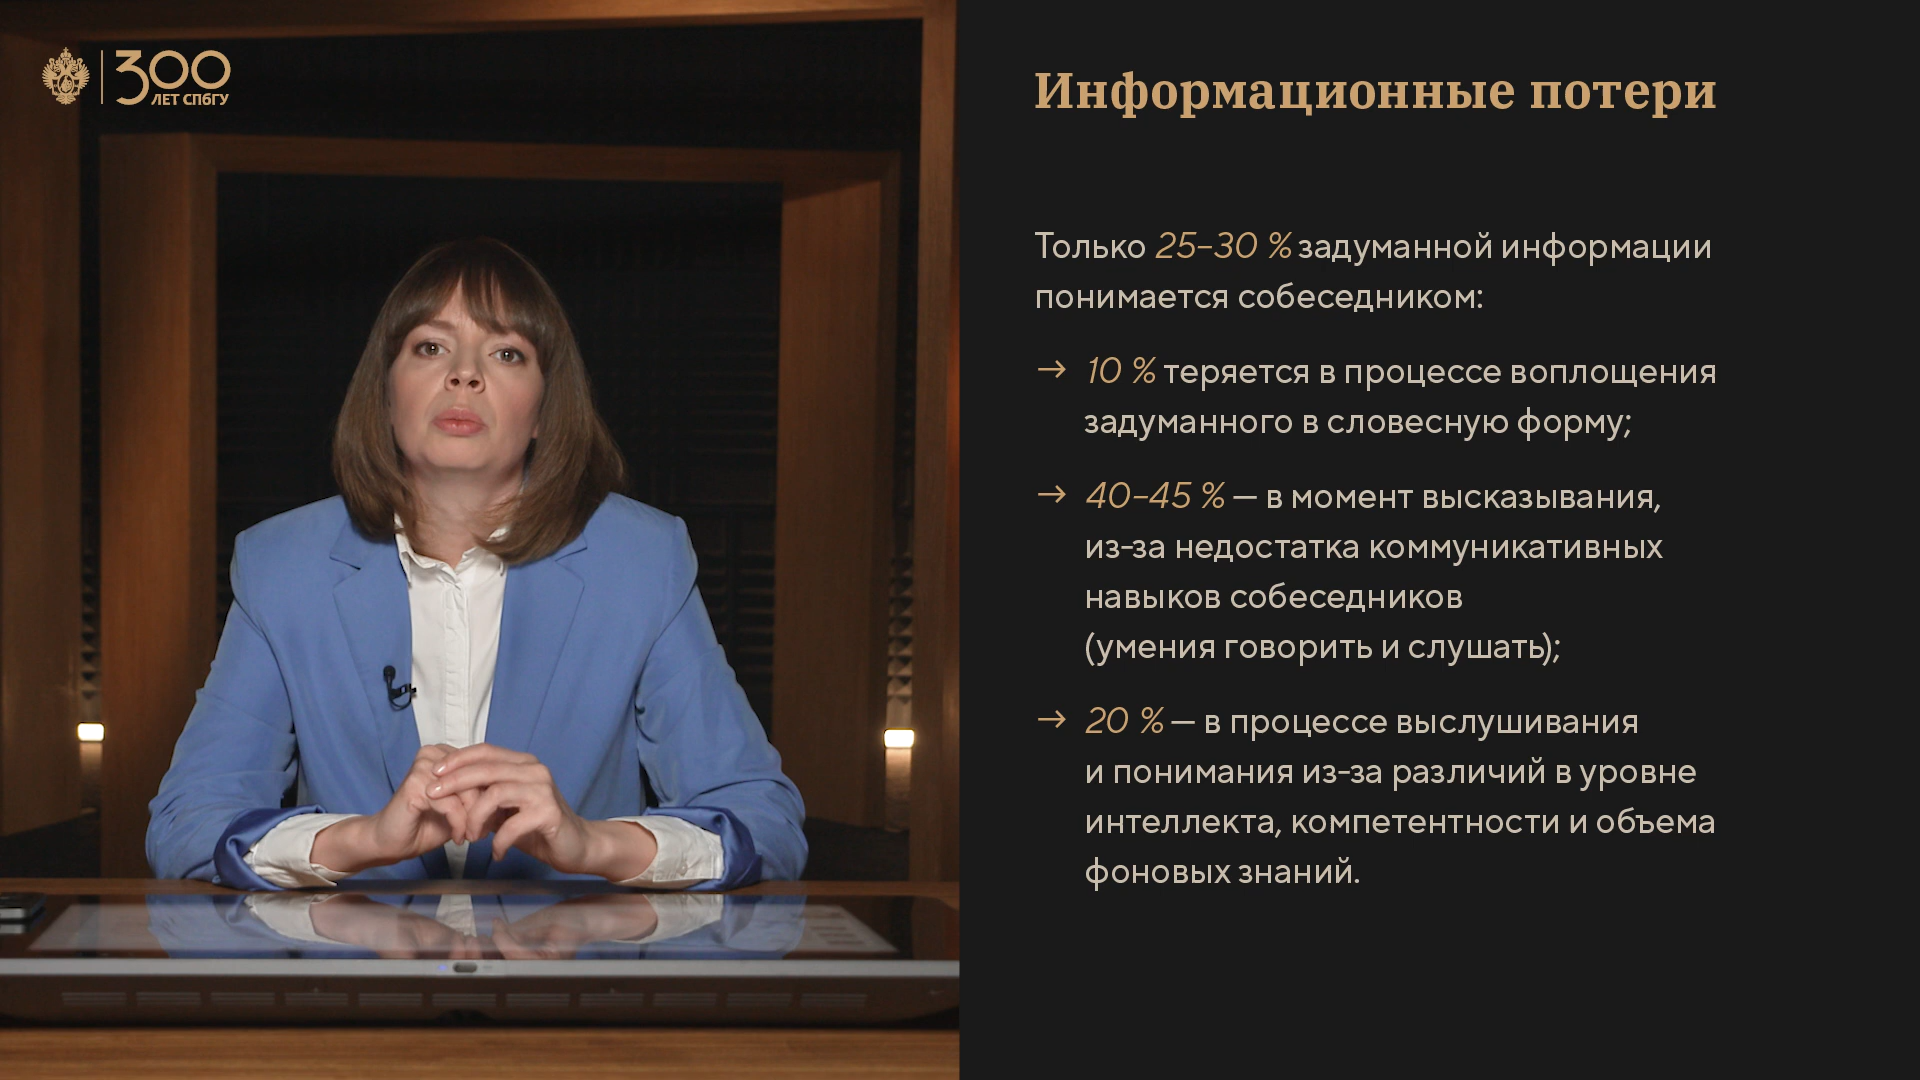 300
ЛЕТ СПбГУ
Информационные потери
Только 25–30 % задуманной информации
понимается собеседником:
→ 10 % теряется в процессе воплощения
задуманного в словесную форму;
→ 40–45 % — в момент высказывания,
из-за недостатка коммуникативных
навыков собеседников
(умения говорить и слушать);
→ 20 % — в процессе выслушивания
и понимания из-за различий в уровне
интеллекта, компетентности и объема
фоновых знаний.